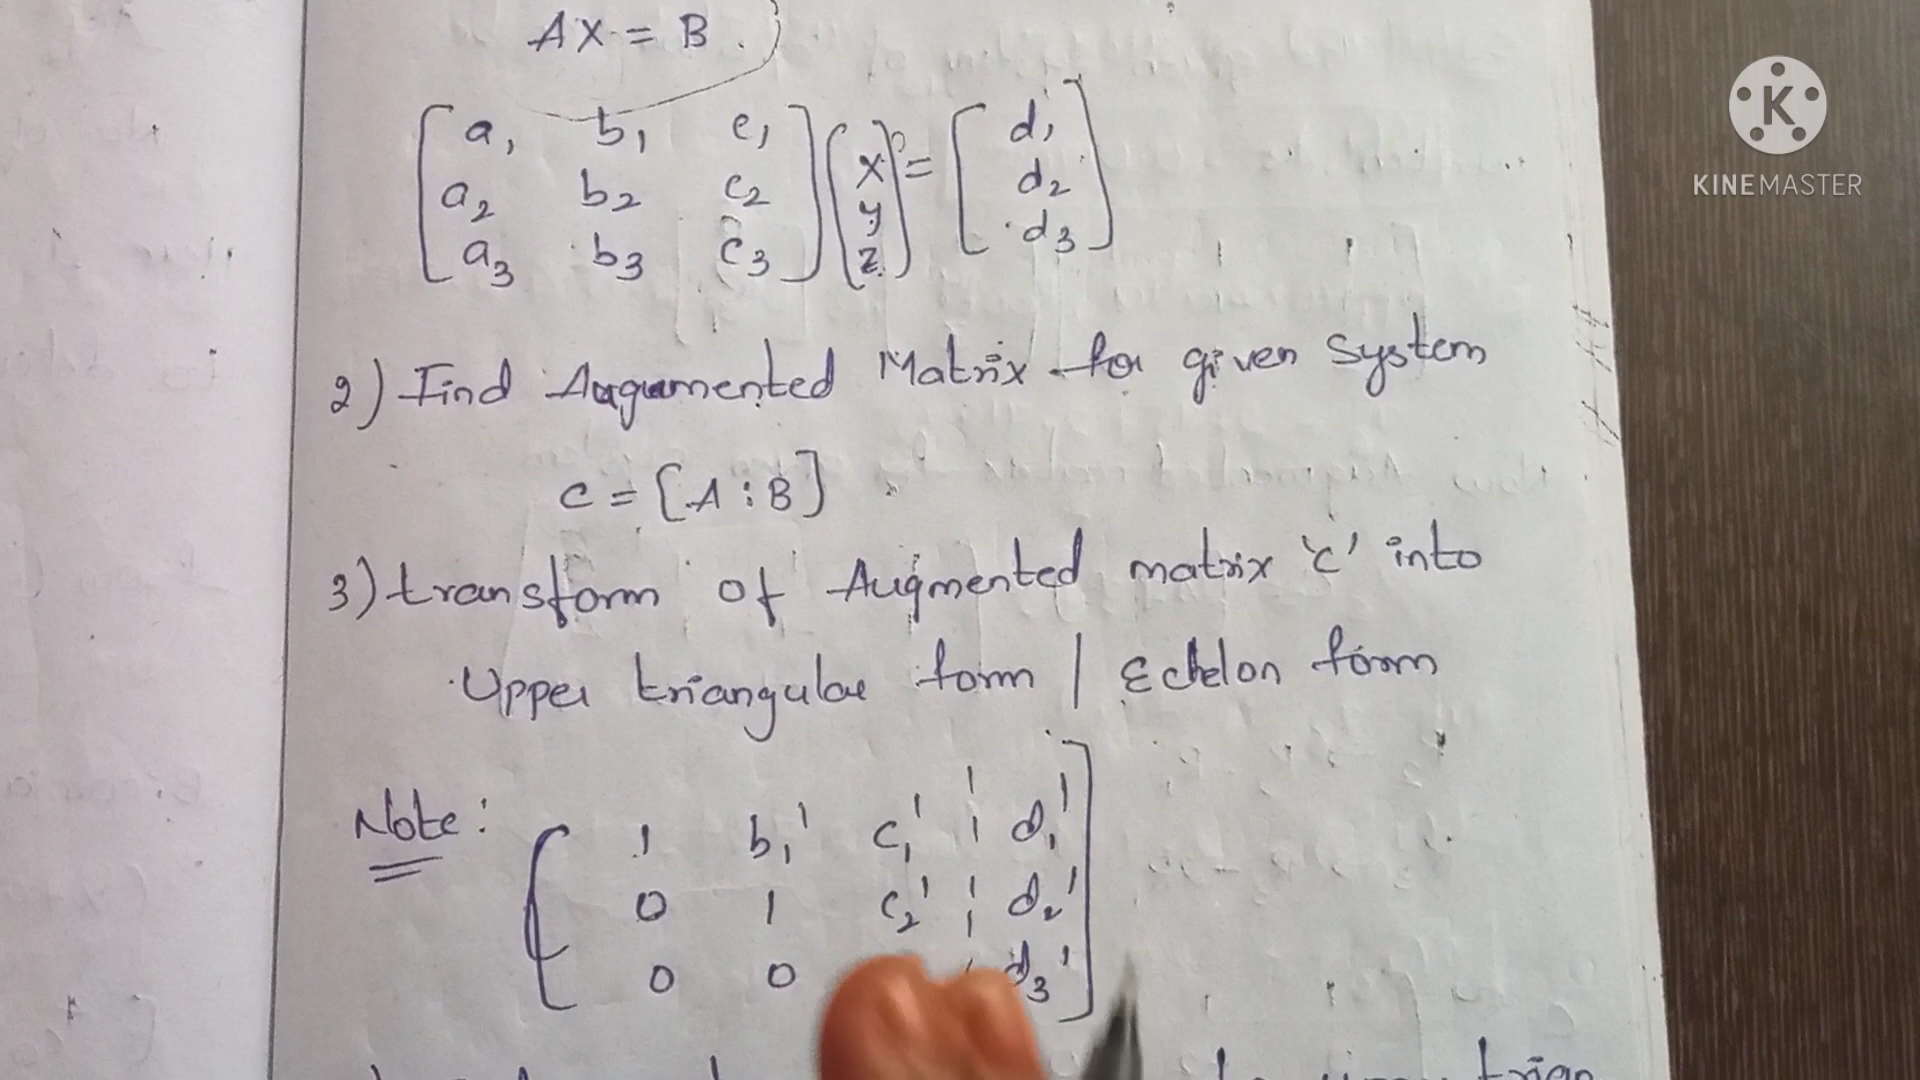 AX = B.
a1 b1 c1 x = d1
a2 b2 c2 y d2
a3 b3 c3 z d3
K
KINEMASTER
2) Find Augumented Matrix for given System
C = [A : B]
3) transform of Augmented matrix 'c' into
Upper triangular form | Echelon form
Note:
1 b1' c1' ¦ d1'
0 1 c2' ¦ d2'
0 0 d3'